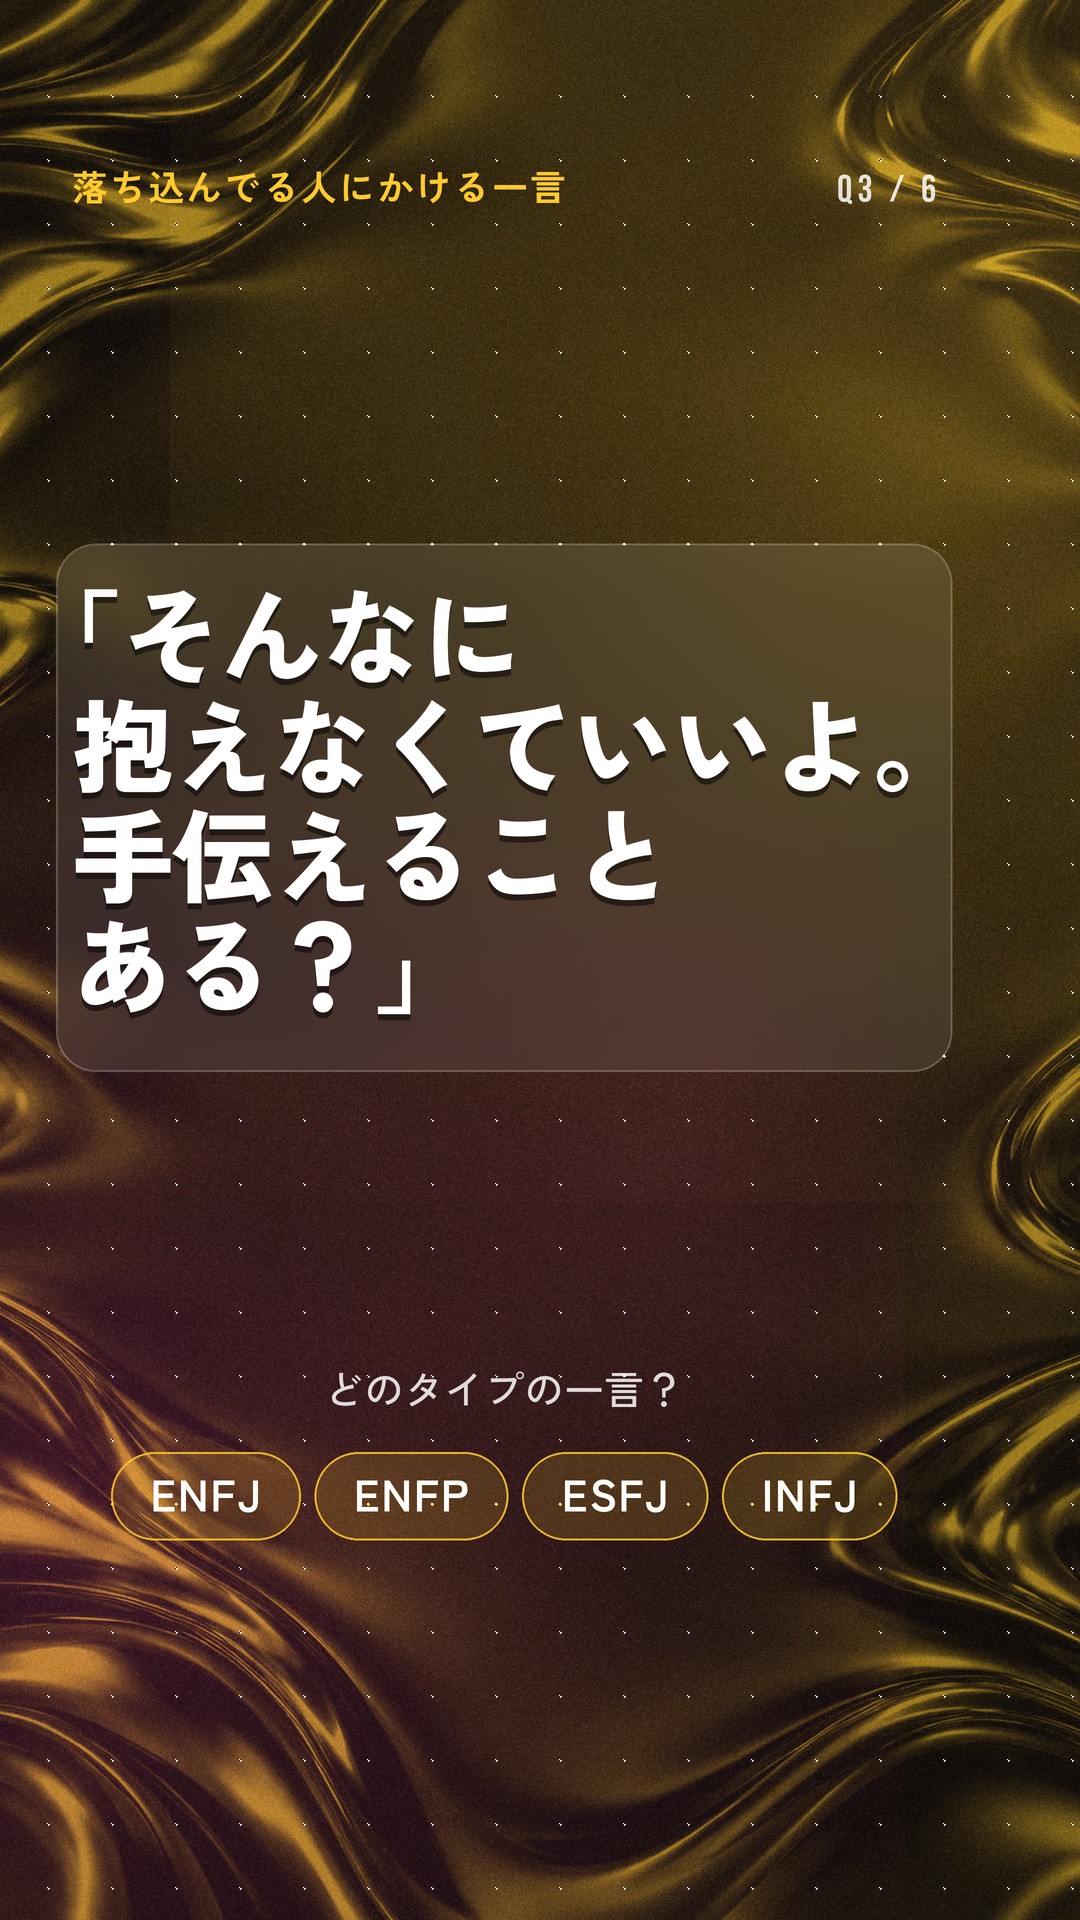 落ち込んでる人にかける一言
Q3 / 6
「そんなに
抱えなくていいよ。
手伝えること
ある？」
どのタイプの一言？
ENFJ
ENFP
ESFJ
INFJ